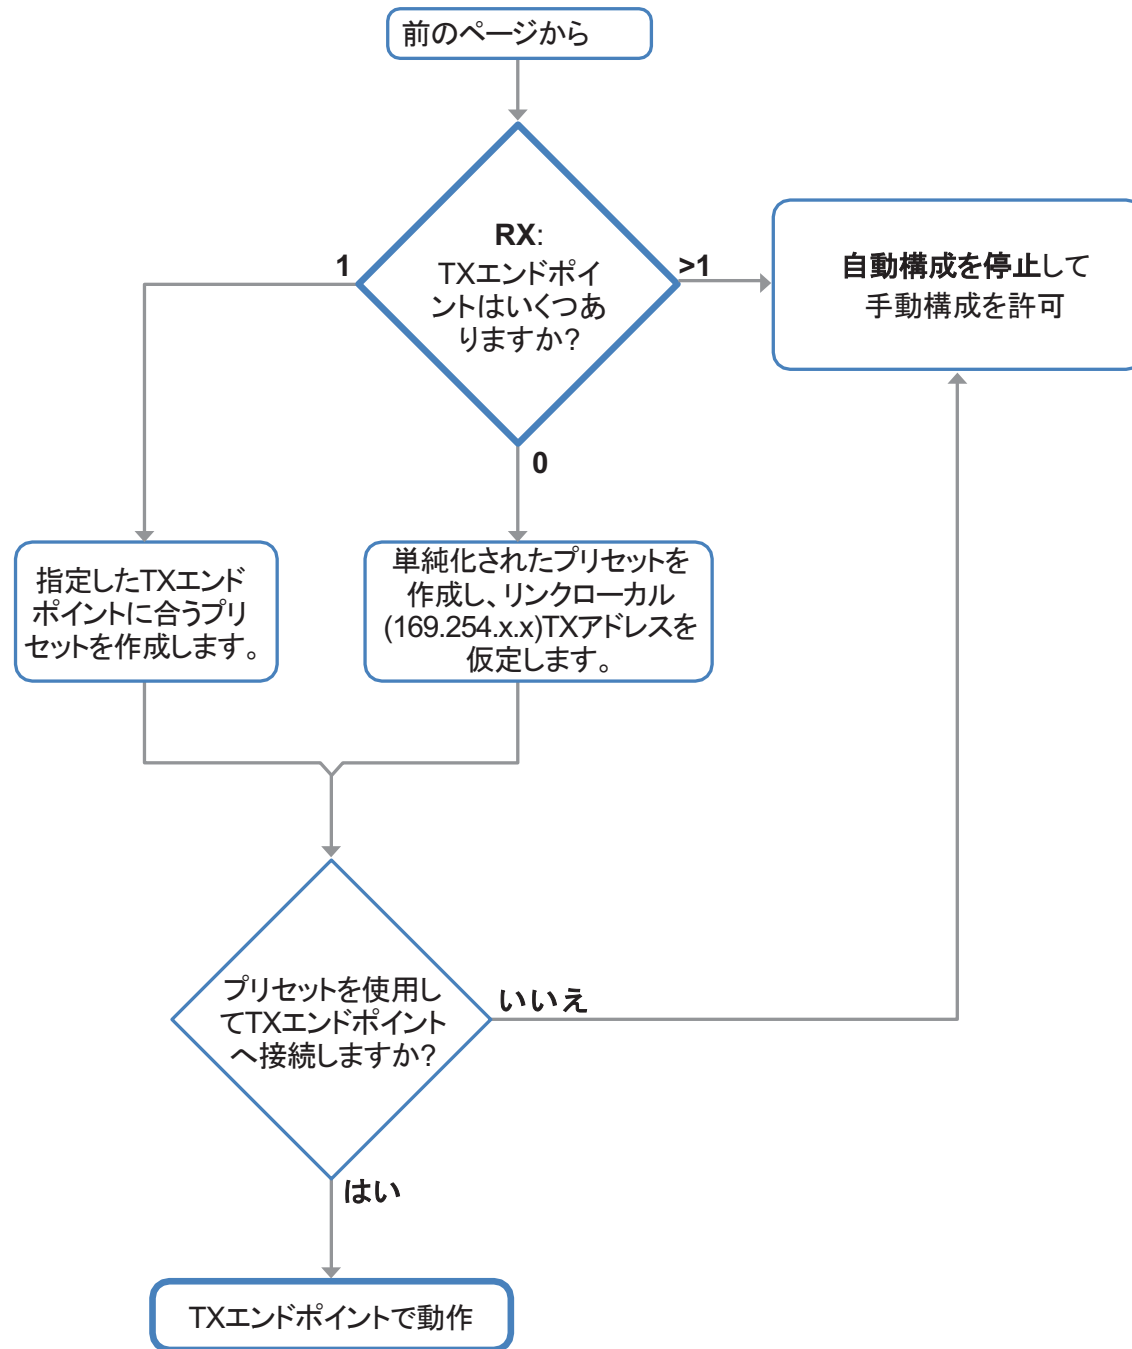 前のページから
RX:
TXエンドポイ
ントはいくつあ
りますか?
1
>1
0
自動構成を停止して
手動構成を許可
指定したTXエンド
ポイントに合うプリ
セットを作成します。
単純化されたプリセットを
作成し、リンクローカル
(169.254.x.x)TXアドレスを
仮定します。
プリセットを使用し
てTXエンドポイント
へ接続しますか?
いいえ
はい
TXエンドポイントで動作